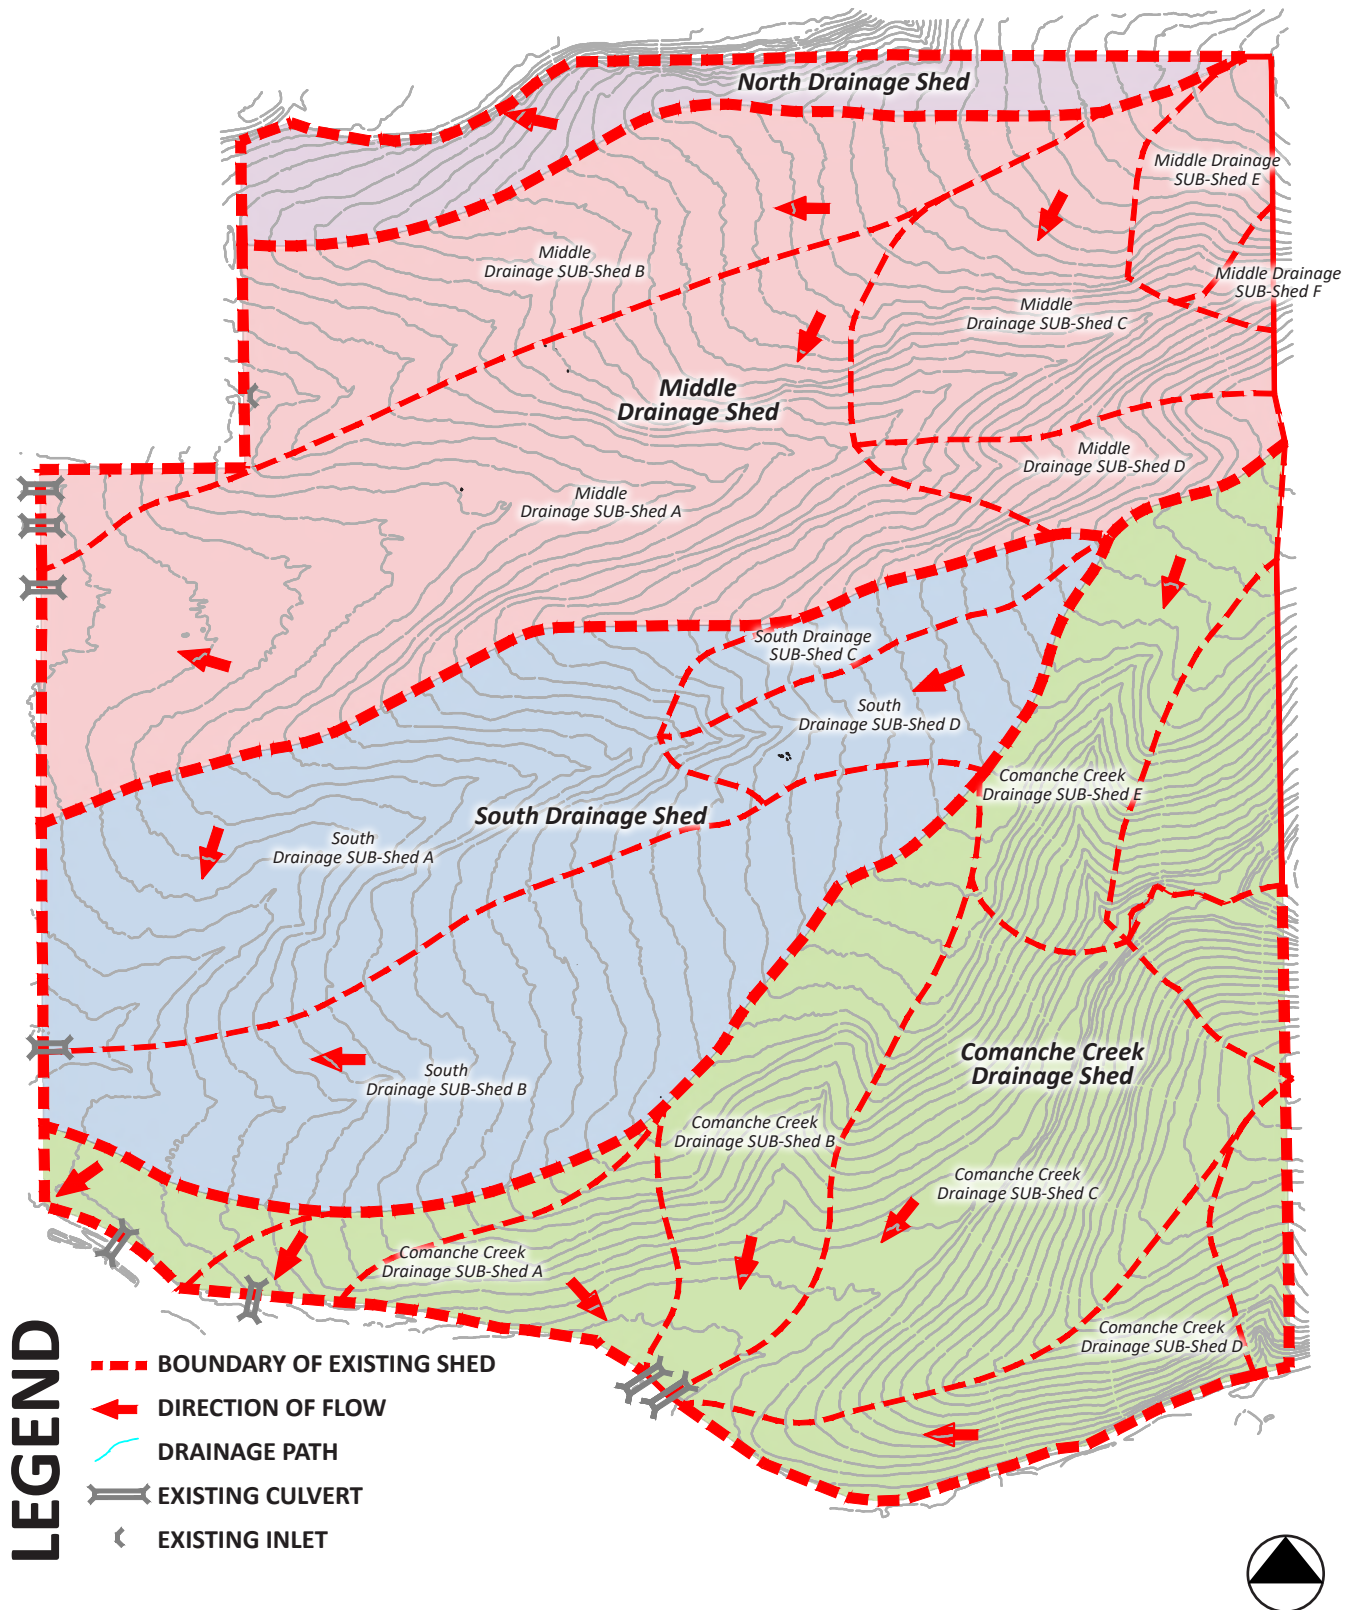 North Drainage Shed
Middle Drainage
SUB-Shed E
Middle
Drainage SUB-Shed B
Middle Drainage
SUB-Shed F
Middle
Drainage SUB-Shed C
Middle
Drainage Shed
Middle
Drainage SUB-Shed D
Middle
Drainage SUB-Shed A
South Drainage
SUB-Shed C
South
Drainage SUB-Shed D
Comanche Creek
Drainage SUB-Shed E
South Drainage Shed
South
Drainage SUB-Shed A
Comanche Creek
Drainage Shed
South
Drainage SUB-Shed B
Comanche Creek
Drainage SUB-Shed B
Comanche Creek
Drainage SUB-Shed C
Comanche Creek
Drainage SUB-Shed A
Comanche Creek
Drainage SUB-Shed D
LEGEND
BOUNDARY OF EXISTING SHED
DIRECTION OF FLOW
DRAINAGE PATH
EXISTING CULVERT
EXISTING INLET